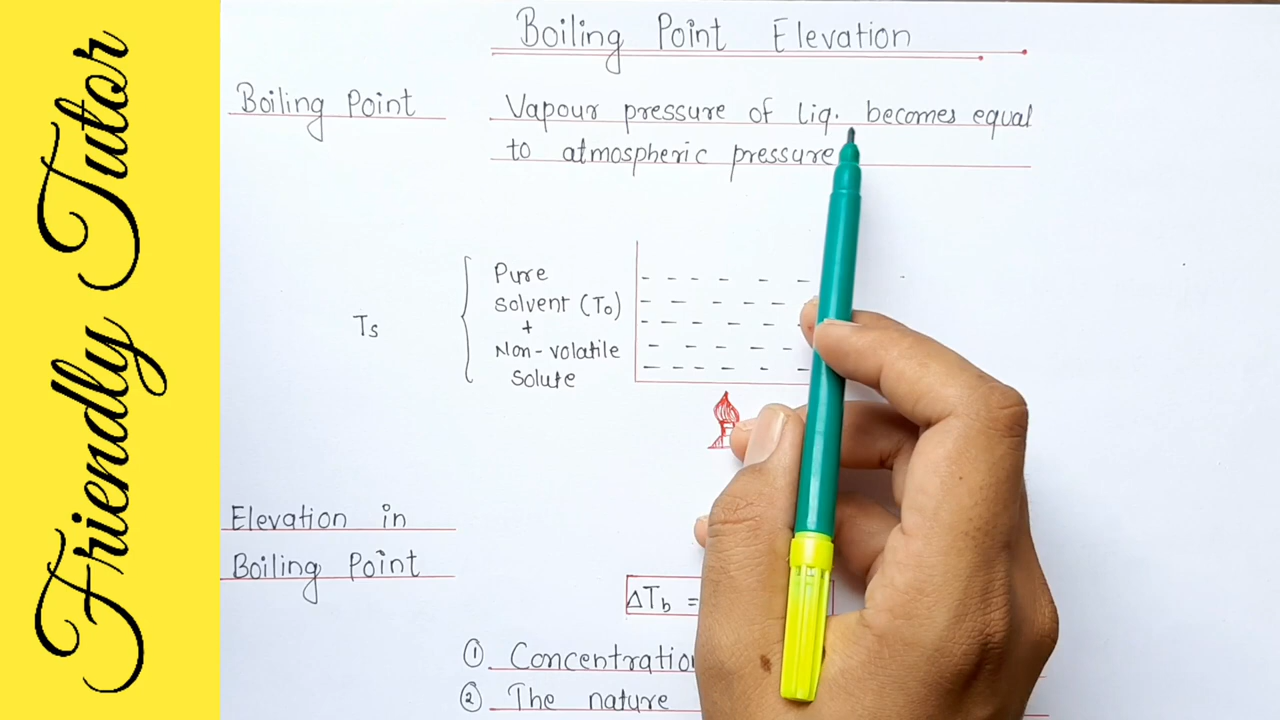 Friendly Tutor
Boiling Point Elevation
Boiling Point
Vapour pressure of Liq. becomes equal
to atmospheric pressure
Ts
Pure
Solvent (To)
+
Non-volatile
Solute
Elevation in
Boiling Point
ΔTb =
① Concentratio
② The nature